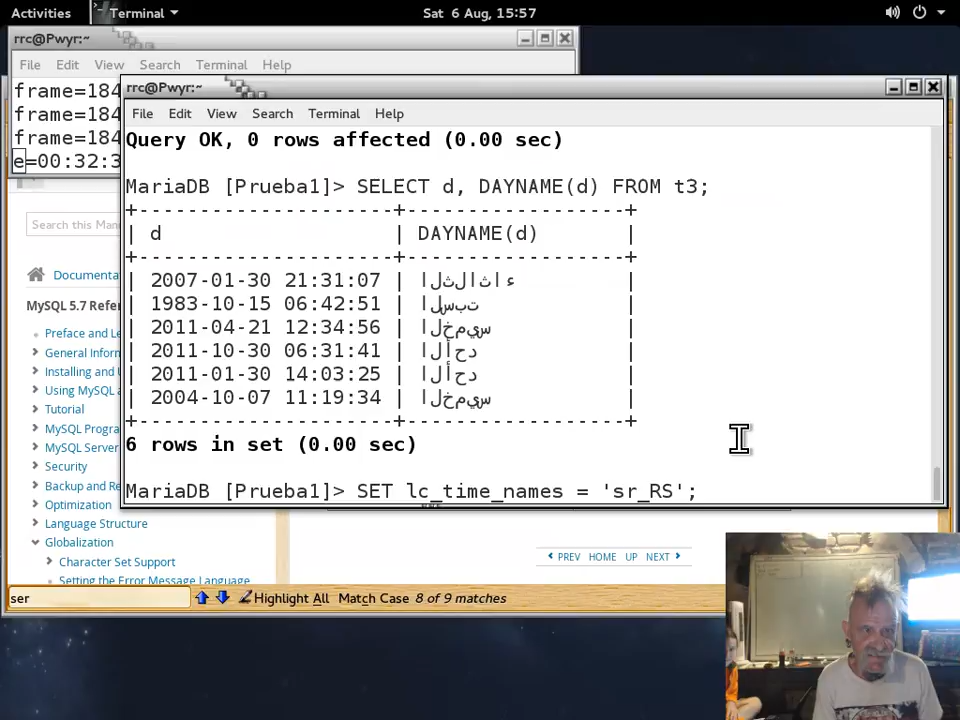 Activities
Terminal
Sat 6 Aug, 15:57
rrc@Pwyr:~
File Edit View Search Terminal Help
frame=184
frame=184
frame=184
e=00:32:3
rrc@Pwyr:~
File Edit View Search Terminal Help
Query OK, 0 rows affected (0.00 sec)
MariaDB [Prueba1]> SELECT d, DAYNAME(d) FROM t3;
+---------------------+------------------+
| d                   | DAYNAME(d)       |
+---------------------+------------------+
| 2007-01-30 21:31:07 | الثلاثاء |
| 1983-10-15 06:42:51 | السبت |
| 2011-04-21 12:34:56 | الخميس |
| 2011-10-30 06:31:41 | الأحد |
| 2011-01-30 14:03:25 | الأحد |
| 2004-10-07 11:19:34 | الخميس |
+---------------------+------------------+
6 rows in set (0.00 sec)
MariaDB [Prueba1]> SET lc_time_names = 'sr_RS';
Search this Man
Documenta
MySQL 5.7 Refer
Preface and Le
General Inform
Installing and U
Using MySQL a
Tutorial
MySQL Progra
MySQL Server
Security
Backup and Re
Optimization
Language Structure
Globalization
Character Set Support
Setting the Error Message Language
PREV HOME UP NEXT
ser
Highlight All Match Case 8 of 9 matches